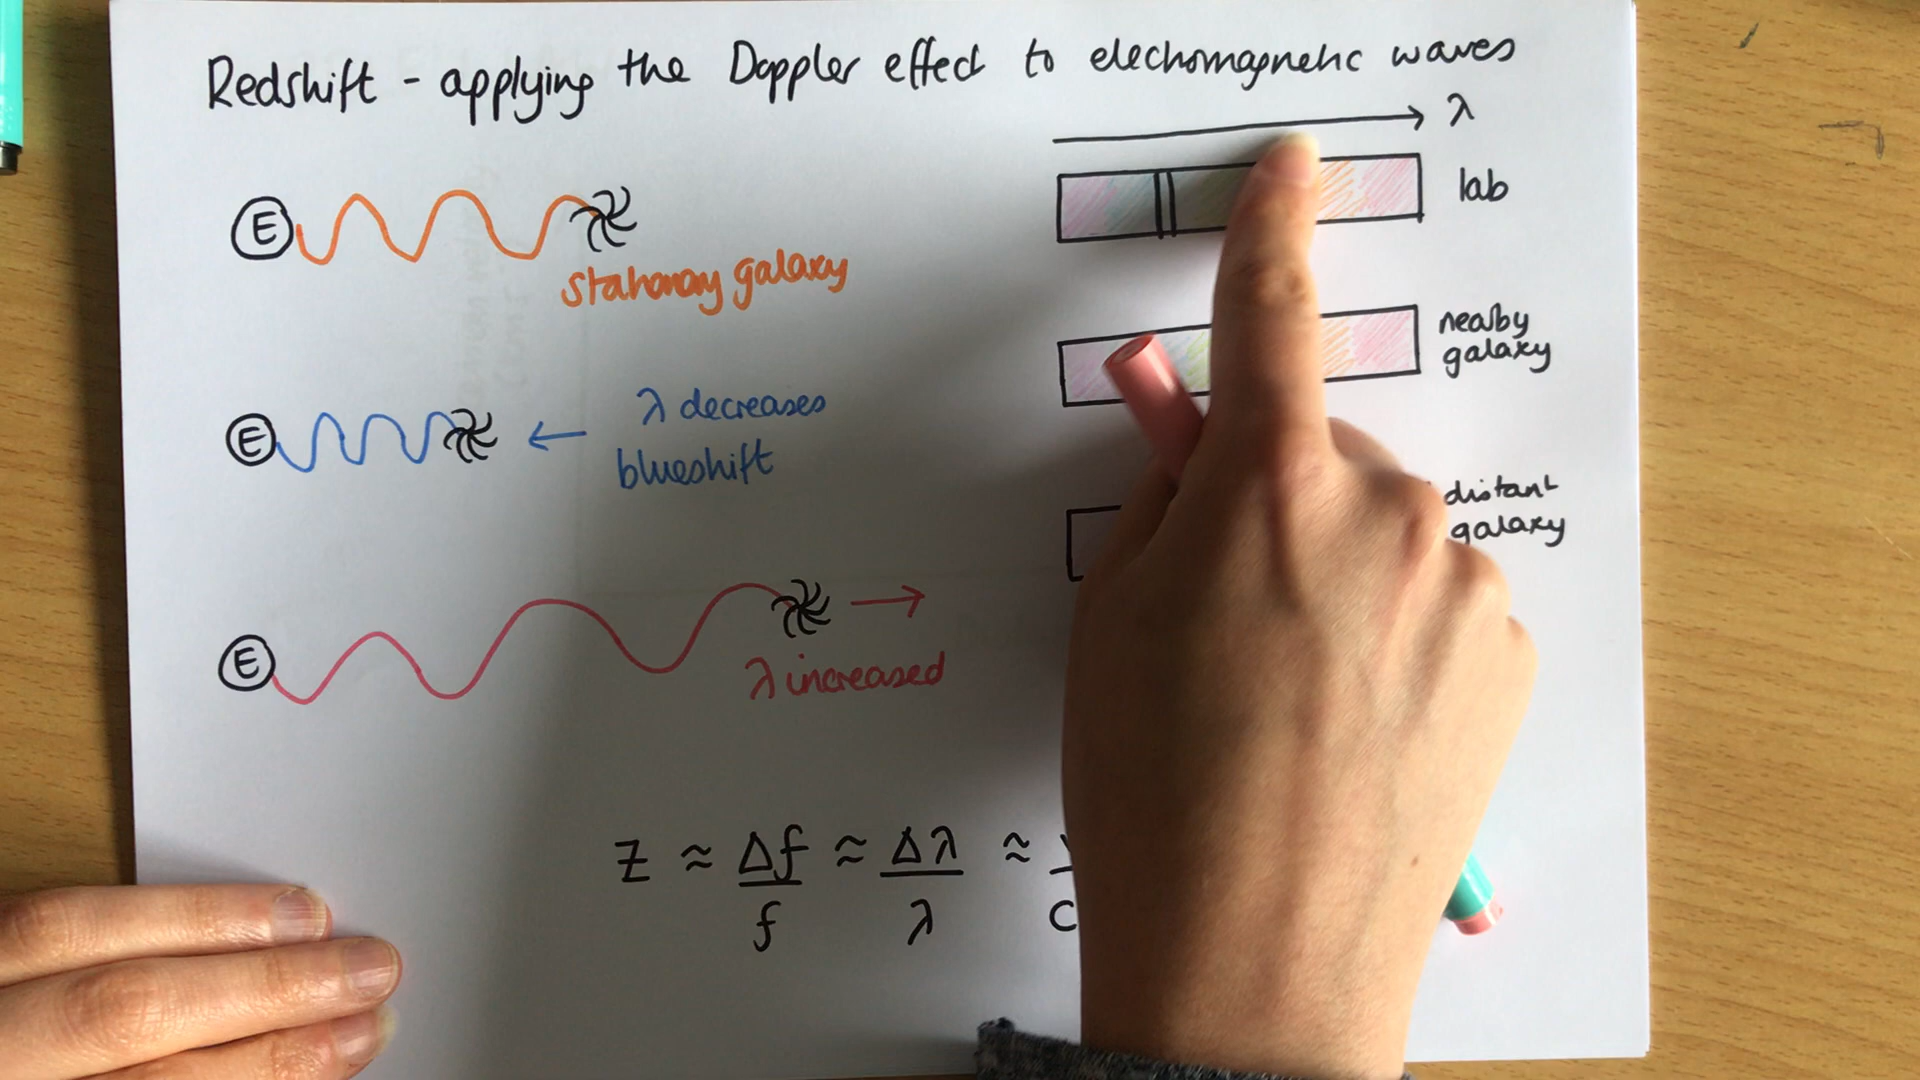 Redshift - applying the Doppler effect to electromagnetic waves
λ
lab
E
stationary galaxy
nearby
galaxy
E
λ decreases
blueshift
distant
galaxy
E
λ increased
z ≈ Δf/f ≈ Δλ/λ ≈
c